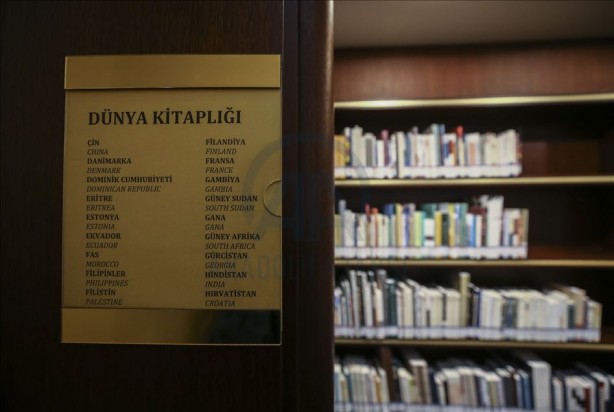 DÜNYA KİTAPLIĞI
ÇİN
CHINA
DANİMARKA
DENMARK
DOMİNİK CUMHURİYETİ
DOMINICAN REPUBLIC
ERİTRE
ERITREA
ESTONYA
ESTONIA
EKVADOR
ECUADOR
FAS
MOROCCO
FİLİPİNLER
PHILIPPINES
FİLİSTİN
PALESTINE
FİLANDİYA
FINLAND
FRANSA
FRANCE
GAMBİYA
GAMBIA
GÜNEY SUDAN
SOUTH SUDAN
GANA
GANA
GÜNEY AFRİKA
SOUTH AFRICA
GÜRCİSTAN
GEORGIA
HİNDİSTAN
INDIA
HIRVATİSTAN
CROATIA